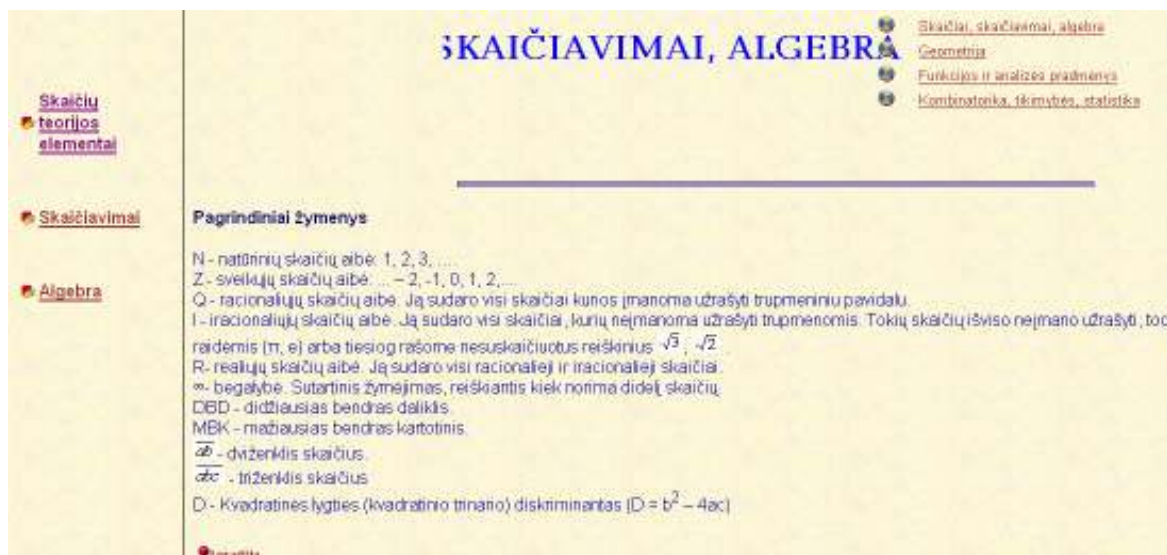 SKAIČIAVIMAI, ALGEBRA
Skaičiai, skaičiavimai, algebra
Geometrija
Funkcijos ir analizės pradmenys
Kombinatorika, tikimybės, statistika
Skaičių
teorijos
elementai
Skaičiavimai
Algebra
Pagrindiniai žymenys
N - natūrinių skaičių aibė: 1, 2, 3, ....
Z - sveikųjų skaičių aibė: ... – 2, -1, 0, 1, 2,...
Q - racionaliųjų skaičių aibė. Ją sudaro visi skaičiai kuriuos įmanoma užrašyti trupmeniniu pavidalu.
I - iracionaliųjų skaičių aibė. Ją sudaro visi skaičiai, kurių neįmanoma užrašyti trupmenomis. Tokių skaičių išviso neįmano užrašyti, tod
raidėmis (π, e) arba tiesiog rašome nesuskaičiuotus reiškinius √3 , √2 .
R- realiųjų skaičių aibė. Ją sudaro visi racionalieji ir iracionalieji skaičiai.
∞- begalybė. Sutartinis žymėjimas, reiškiantis kiek norima didelį skaičių.
DBD - didžiausias bendras daliklis.
MBK – mažiausias bendras kartotinis.
a̅b̅ - dviženklis skaičius.
a̅b̅c̅ - triženklis skaičius
D - Kvadratinės lygties (kvadratinio trinario) diskriminantas (D = b² – 4ac)